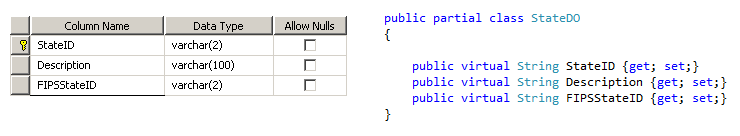 Column Name Data Type Allow Nulls
StateID varchar(2)
Description varchar(100)
FIPSStateID varchar(2)
public partial class StateDO
{
public virtual String StateID {get; set;}
public virtual String Description {get; set;}
public virtual String FIPSStateID {get; set;}
}